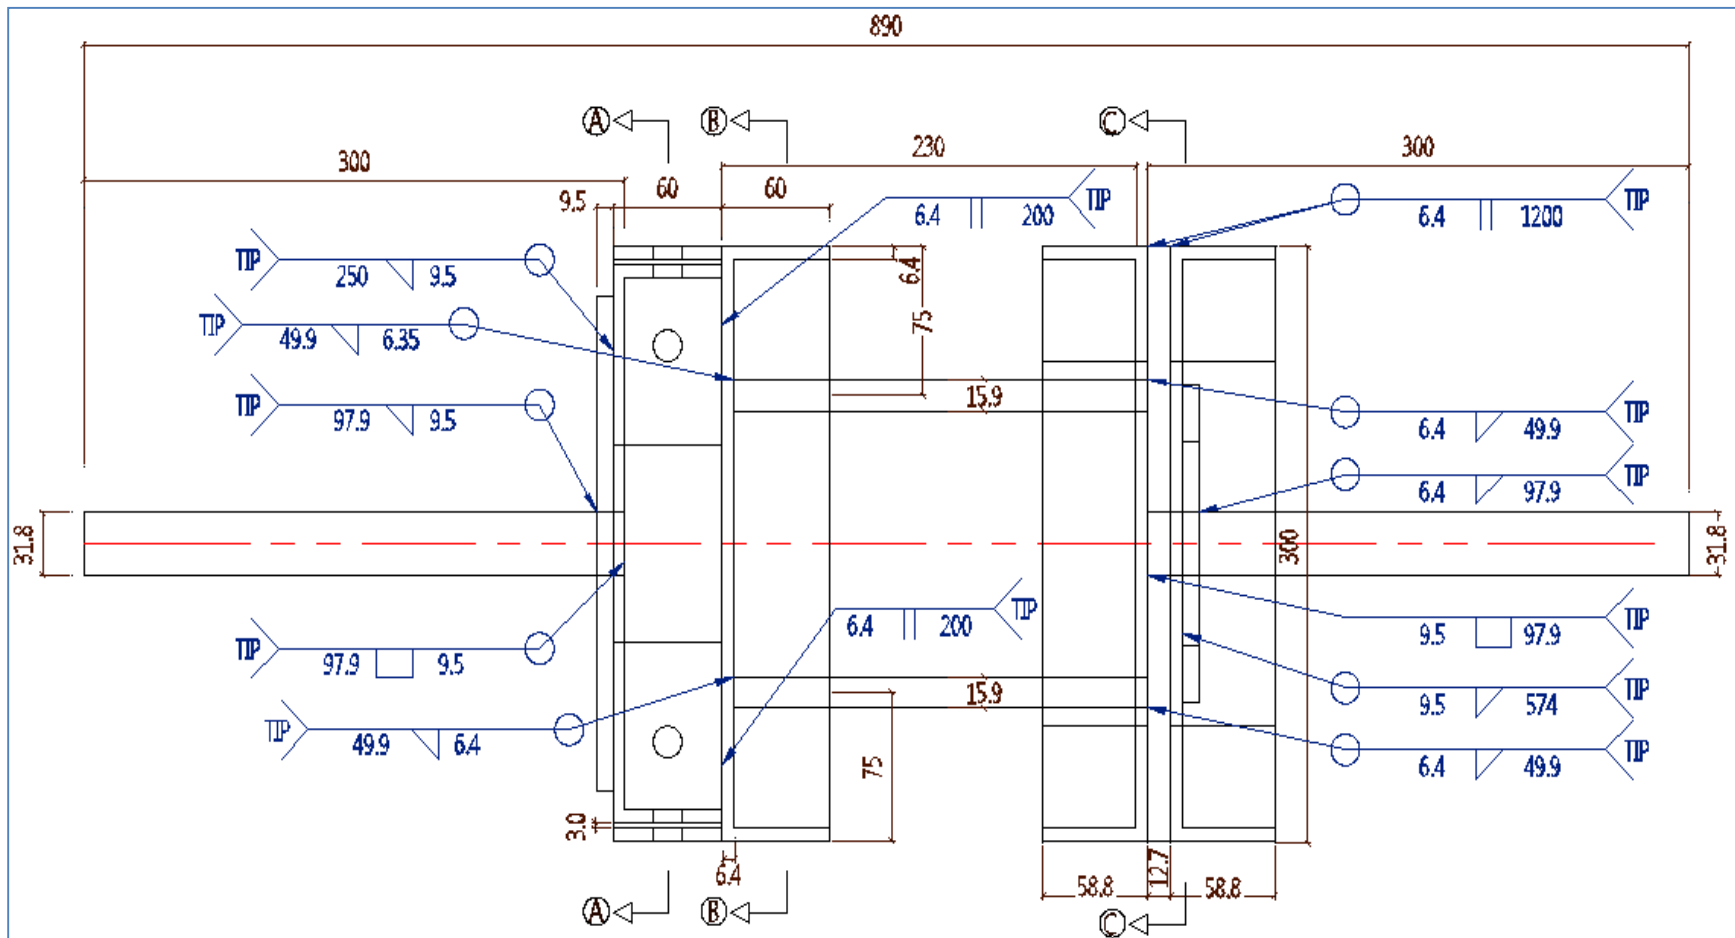 890
A B C
230
300 300
9.5 60 60
TIP 6.4 200 TIP
6.4 1200 TIP
TIP 250 9.5
6.4
TIP 49.9 6.35
75
15.9
TIP 97.9 9.5
6.4 49.9 TIP
6.4 97.9 TIP
31.8 300 31.8
6.4 200 TIP
9.5 97.9 TIP
TIP 97.9 9.5
15.9
9.5 574 TIP
TIP 49.9 6.4
6.4 49.9 TIP
75
3.0
6.4
58.8 12.7 58.8
A B C